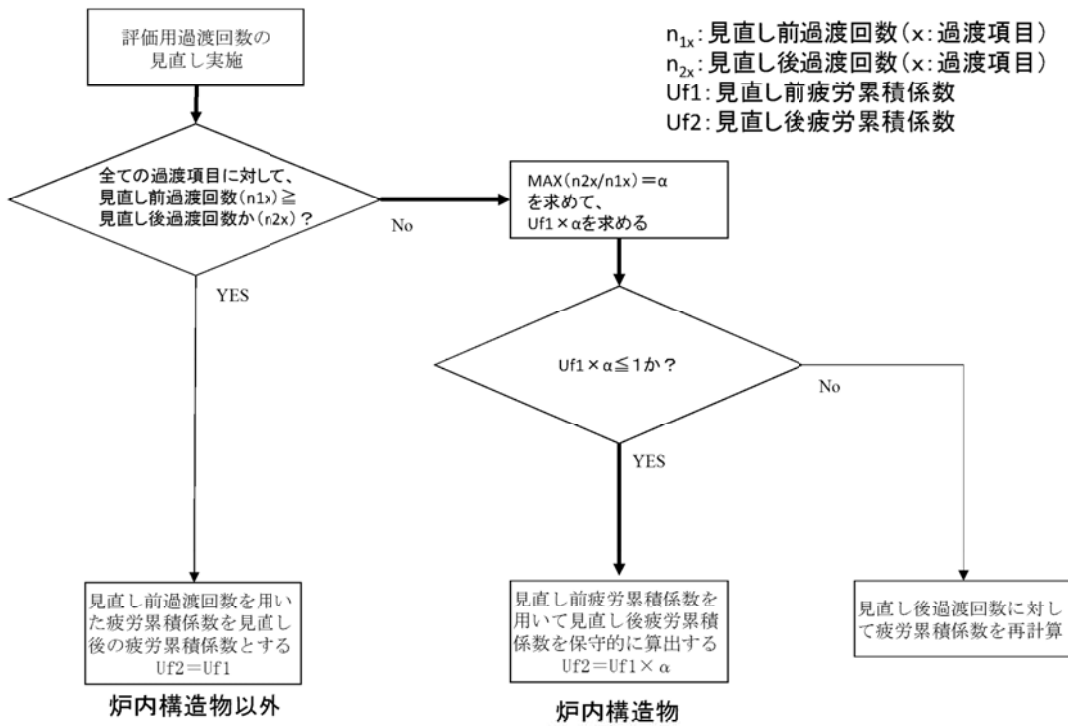 評価用過渡回数の
見直し実施
n1x：見直し前過渡回数（x：過渡項目）
n2x：見直し後過渡回数（x：過渡項目）
Uf1：見直し前疲労累積係数
Uf2：見直し後疲労累積係数
全ての過渡項目に対して、
見直し前過渡回数(n1x)≧
見直し後過渡回数か(n2x)？
No
YES
MAX(n2x/n1x)＝α
を求めて、
Uf1×αを求める
Uf1×α≦1か？
No
YES
見直し前過渡回数を用い
た疲労累積係数を見直し
後の疲労累積係数とする
Uf2＝Uf1
炉内構造物以外
見直し前疲労累積係数を
用いて見直し後疲労累積
係数を保守的に算出する
Uf2＝Uf1×α
炉内構造物
見直し後過渡回数に対し
て疲労累積係数を再計算